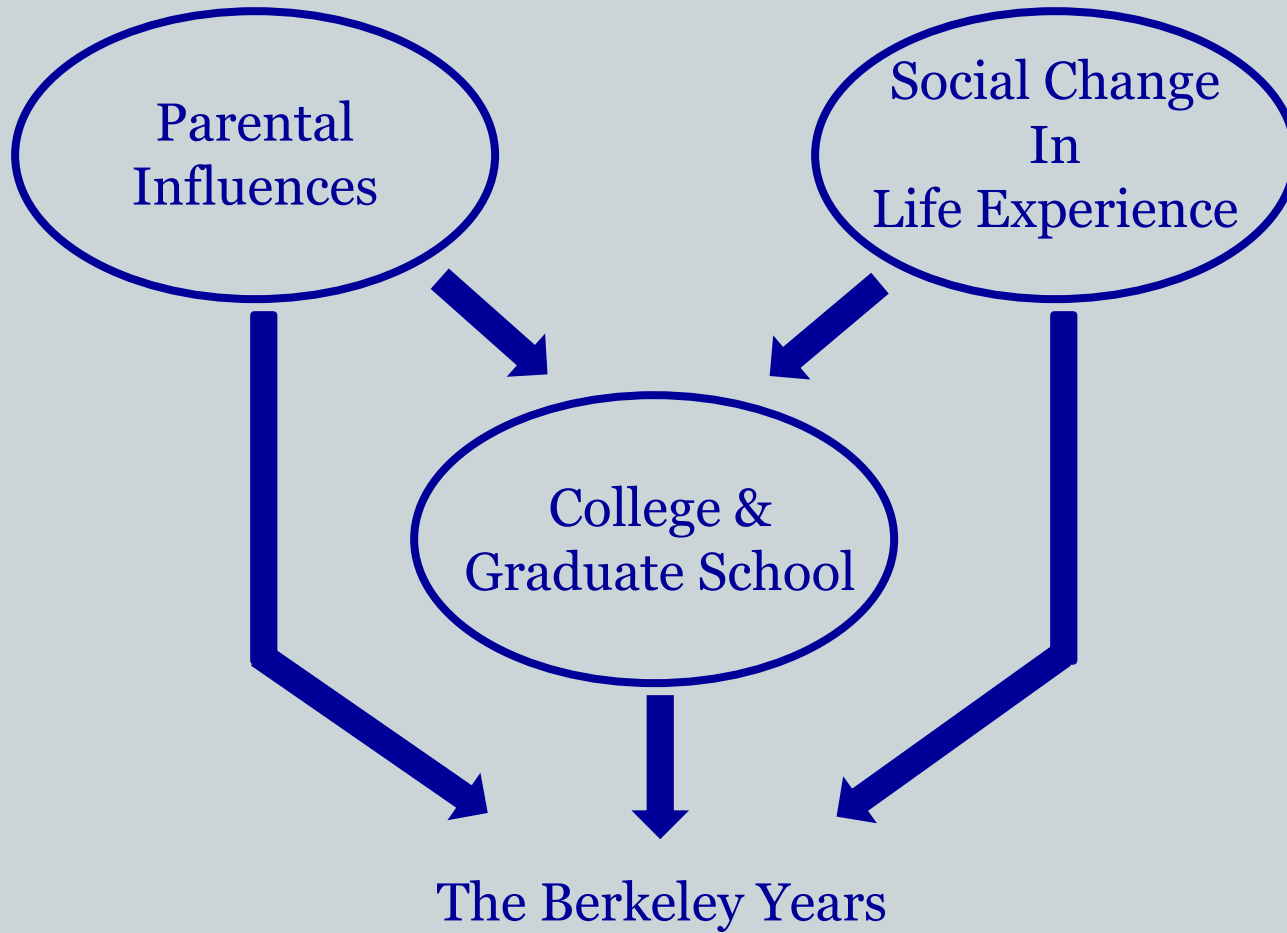 Parental
Influences
Social Change
In
Life Experience
College &
Graduate School
The Berkeley Years